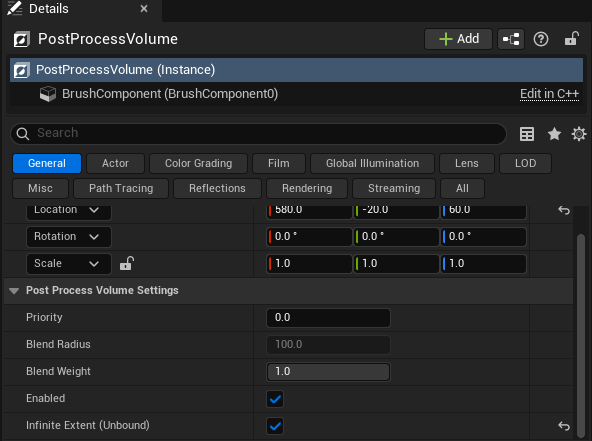 Details
PostProcessVolume
Add
PostProcessVolume (Instance)
BrushComponent (BrushComponent0) Edit in C++
Search
General Actor Color Grading Film Global Illumination Lens LOD
Misc Path Tracing Reflections Rendering Streaming All
Location 580.0 -20.0 60.0
Rotation 0.0 ° 0.0 ° 0.0 °
Scale 1.0 1.0 1.0
Post Process Volume Settings
Priority 0.0
Blend Radius 100.0
Blend Weight 1.0
Enabled
Infinite Extent (Unbound)